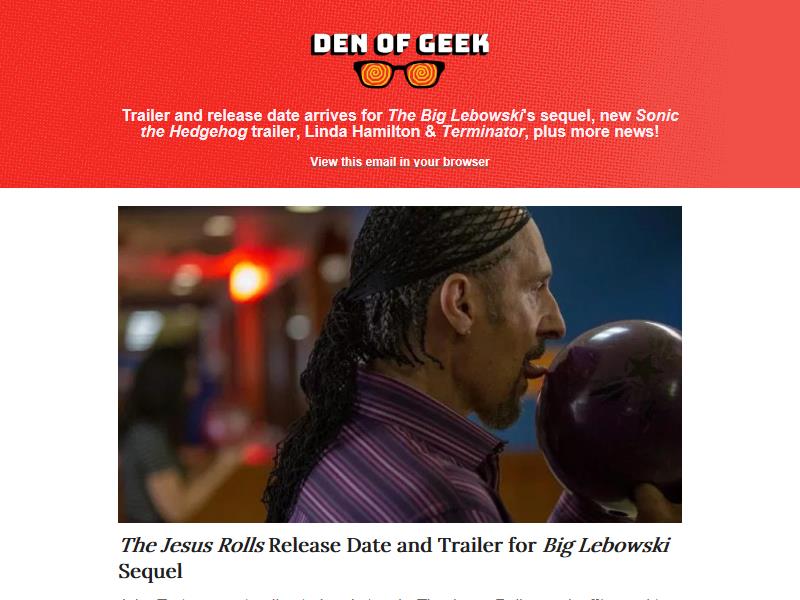 DEN OF GEEK
Trailer and release date arrives for The Big Lebowski's sequel, new Sonic
the Hedgehog trailer, Linda Hamilton & Terminator, plus more news!
View this email in your browser
The Jesus Rolls Release Date and Trailer for Big Lebowski
Sequel